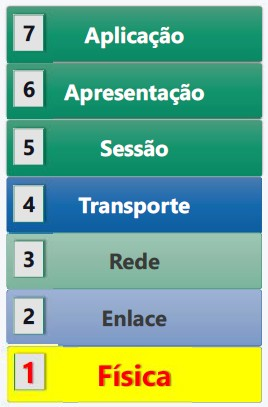 7 Aplicação
6 Apresentação
5 Sessão
4 Transporte
3 Rede
2 Enlace
1 Física